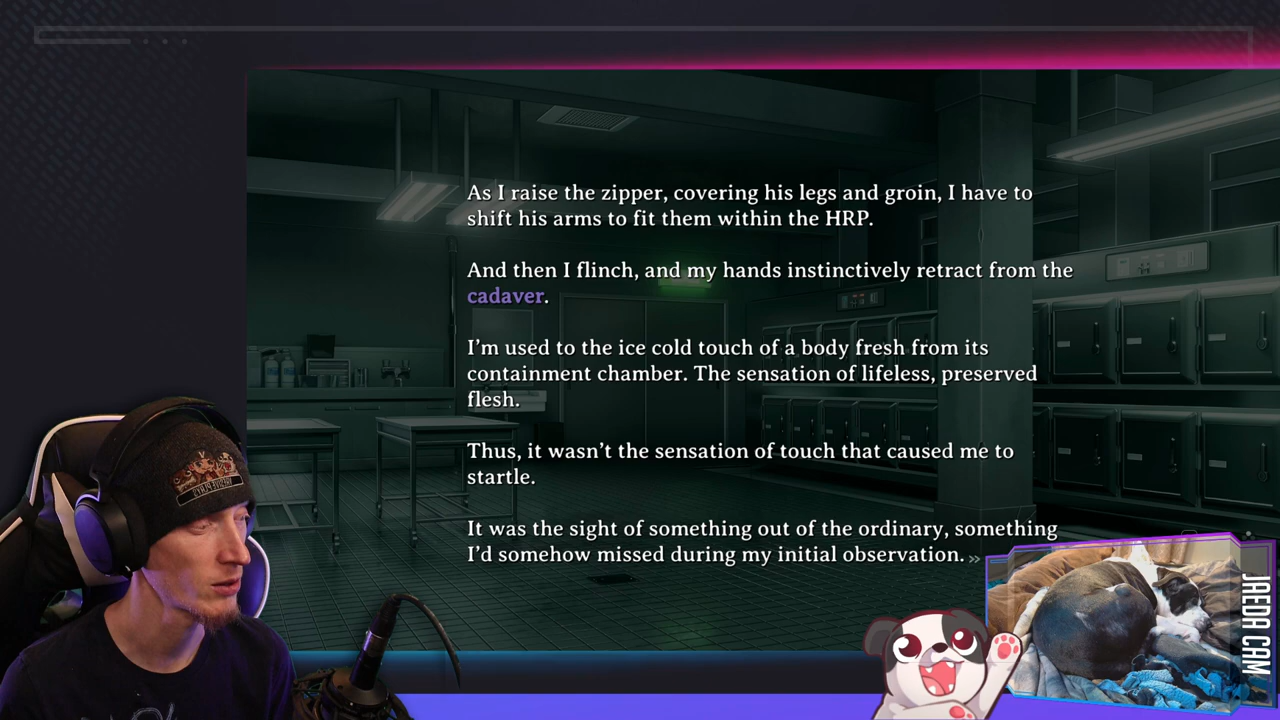 As I raise the zipper, covering his legs and groin, I have to
shift his arms to fit them within the HRP.
And then I flinch, and my hands instinctively retract from the
cadaver.
I'm used to the ice cold touch of a body fresh from its
containment chamber. The sensation of lifeless, preserved
flesh.
Thus, it wasn't the sensation of touch that caused me to
startle.
It was the sight of something out of the ordinary, something
I'd somehow missed during my initial observation. »
JAEDA CAM